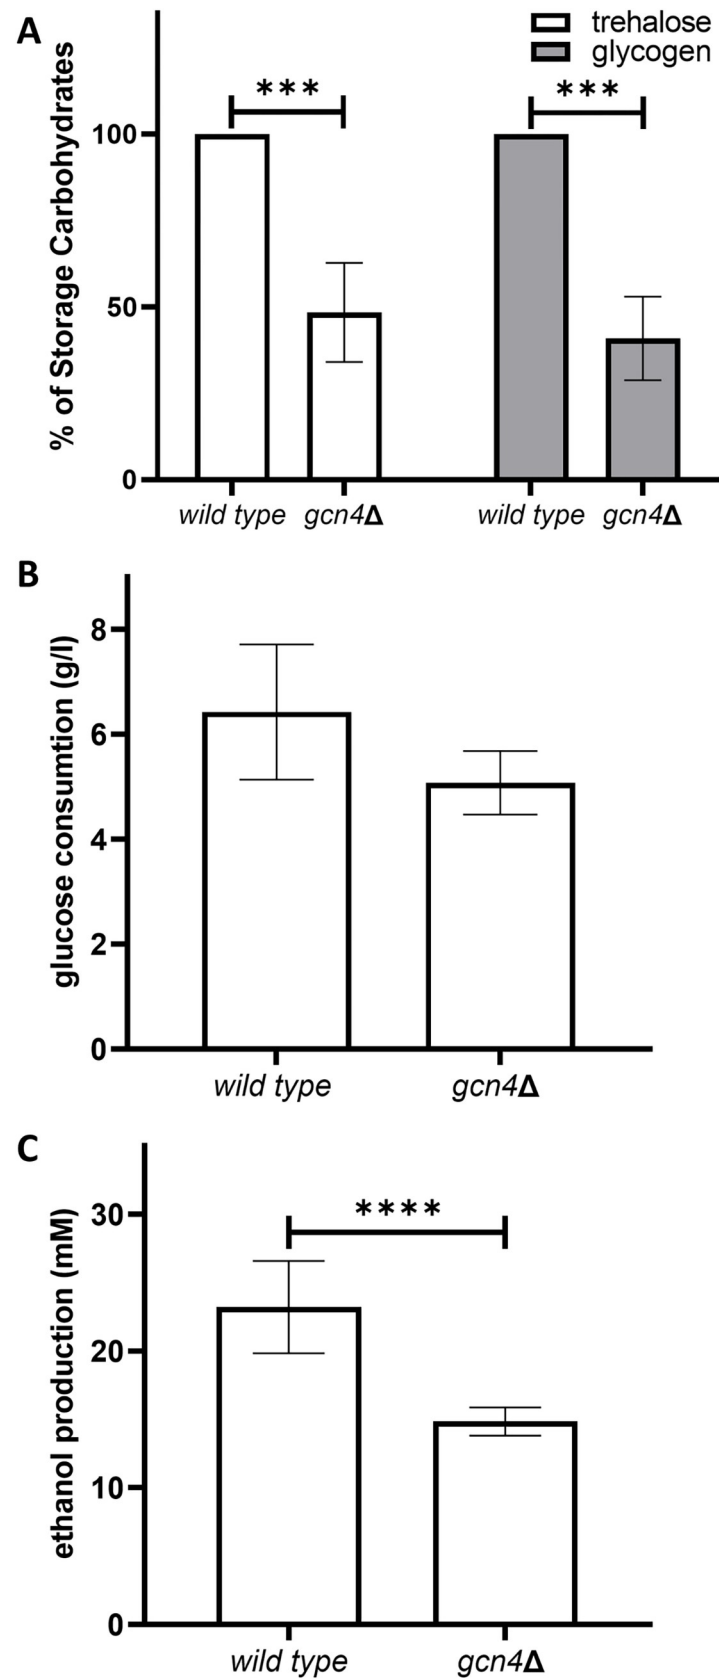 A
trehalose
glycogen
% of Storage Carbohydrates
*** ***
100
50
0
wild type gcn4Δ wild type gcn4Δ
B
glucose consumtion (g/l)
8
6
4
2
0
wild type gcn4Δ
C
ethanol production (mM)
****
30
20
10
0
wild type gcn4Δ